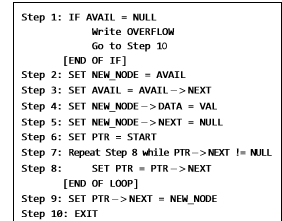 Step 1: IF AVAIL = NULL
Write OVERFLOW
Go to Step 10
[END OF IF]
Step 2: SET NEW_NODE = AVAIL
Step 3: SET AVAIL = AVAIL->NEXT
Step 4: SET NEW_NODE->DATA = VAL
Step 5: SET NEW_NODE->NEXT = NULL
Step 6: SET PTR = START
Step 7: Repeat Step 8 while PTR->NEXT != NULL
Step 8: SET PTR = PTR->NEXT
[END OF LOOP]
Step 9: SET PTR->NEXT = NEW_NODE
Step 10: EXIT